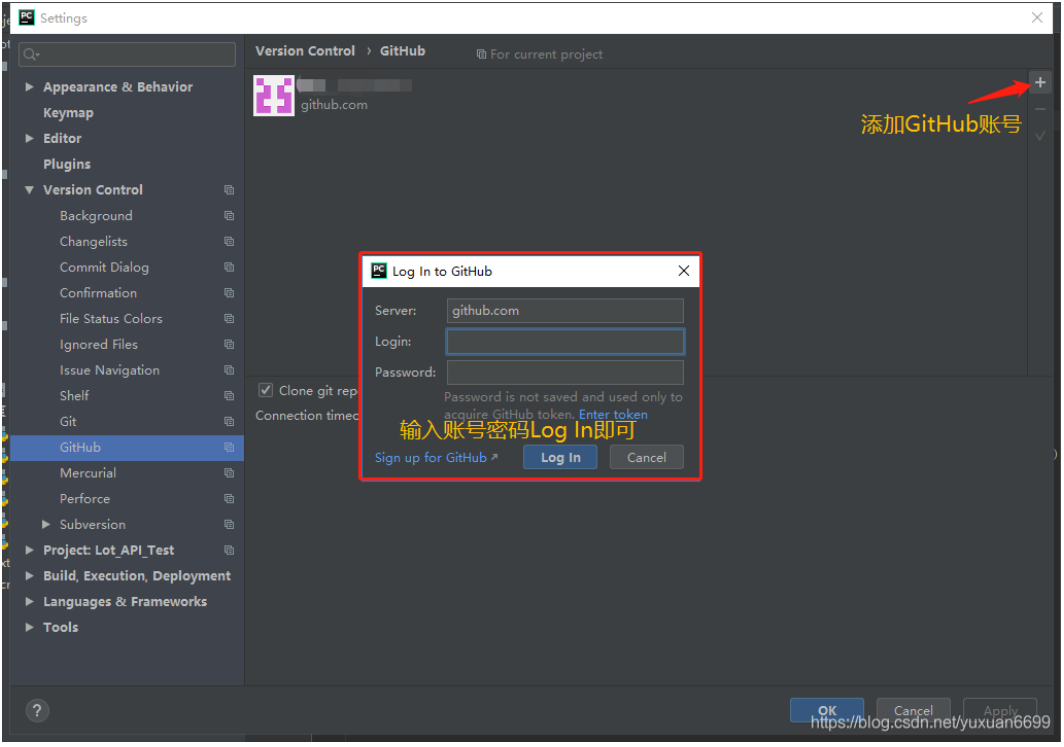 Settings
Version Control › GitHub
For current project
Appearance & Behavior
Keymap
Editor
Plugins
Version Control
Background
Changelists
Commit Dialog
Confirmation
File Status Colors
Ignored Files
Issue Navigation
Shelf
Git
GitHub
Mercurial
Perforce
Subversion
Project: Lot_API_Test
Build, Execution, Deployment
Languages & Frameworks
Tools
github.com
添加GitHub账号
Clone git rep
Connection timeo
PC Log In to GitHub
Server: github.com
Login:
Password:
Password is not saved and used only to
acquire GitHub token. Enter token
输入账号密码Log In即可
Sign up for GitHub
Log In
Cancel
?
OK
Cancel
Apply
https://blog.csdn.net/yuxuan6699